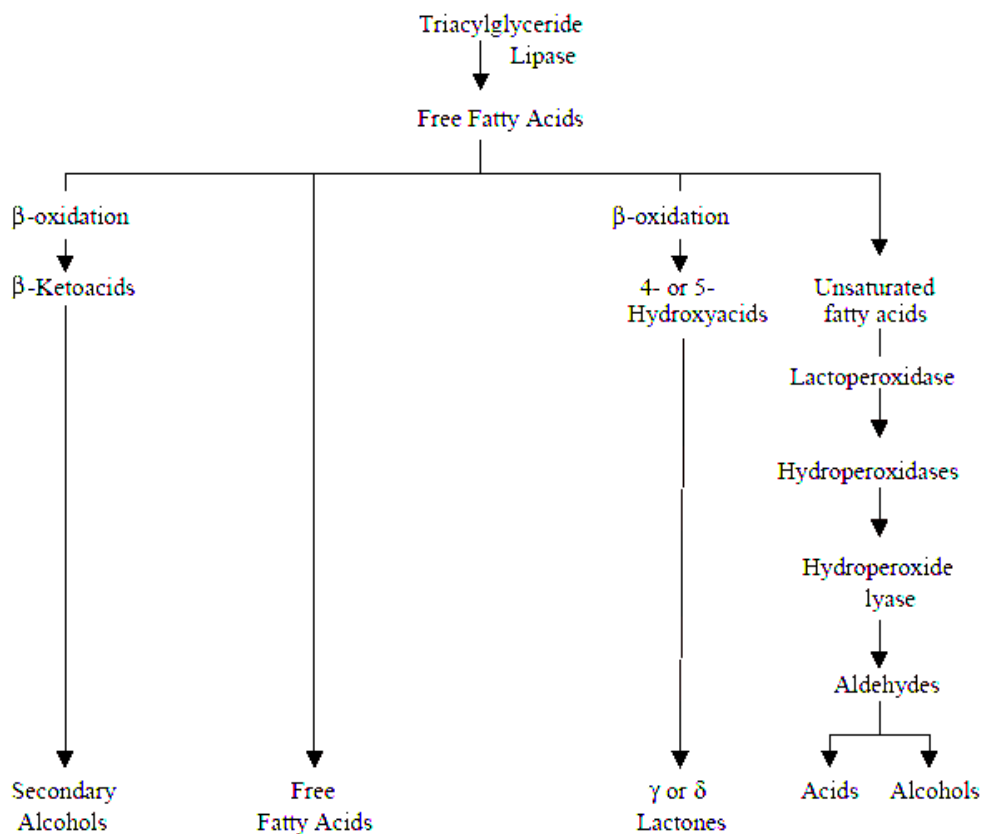 Triacylglyceride
Lipase
Free Fatty Acids
β-oxidation
β-oxidation
β-Ketoacids
4- or 5-
Hydroxyacids
Unsaturated
fatty acids
Lactoperoxidase
Hydroperoxidases
Hydroperoxide
lyase
Aldehydes
Secondary
Alcohols
Free
Fatty Acids
γ or δ
Lactones
Acids
Alcohols